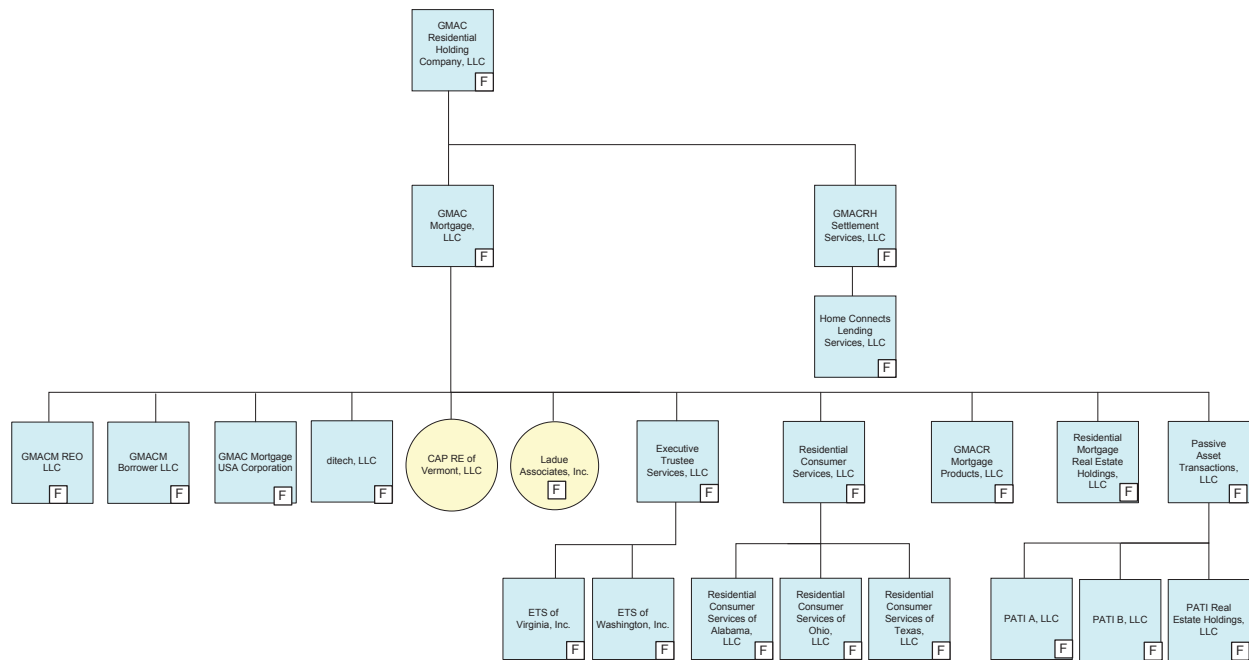 GMAC
Residential
Holding
Company, LLC
F
GMAC
Mortgage,
LLC
F
GMACRH
Settlement
Services, LLC
F
Home Connects
Lending
Services, LLC
F
GMACM REO
LLC
F
GMACM
Borrower LLC
F
GMAC Mortgage
USA Corporation
F
ditech, LLC
F
CAP RE of
Vermont, LLC
Ladue
Associates, Inc.
F
Executive
Trustee
Services, LLC
F
Residential
Consumer
Services, LLC
F
GMACR
Mortgage
Products, LLC
F
Residential
Mortgage
Real Estate
Holdings,
LLC
F
Passive
Asset
Transactions,
LLC
F
ETS of
Virginia, Inc.
F
ETS of
Washington, Inc.
F
Residential
Consumer
Services of
Alabama,
LLC
F
Residential
Consumer
Services of
Ohio,
LLC
F
Residential
Consumer
Services of
Texas,
LLC
F
PATI A, LLC
F
PATI B, LLC
F
PATI Real
Estate Holdings,
LLC
F